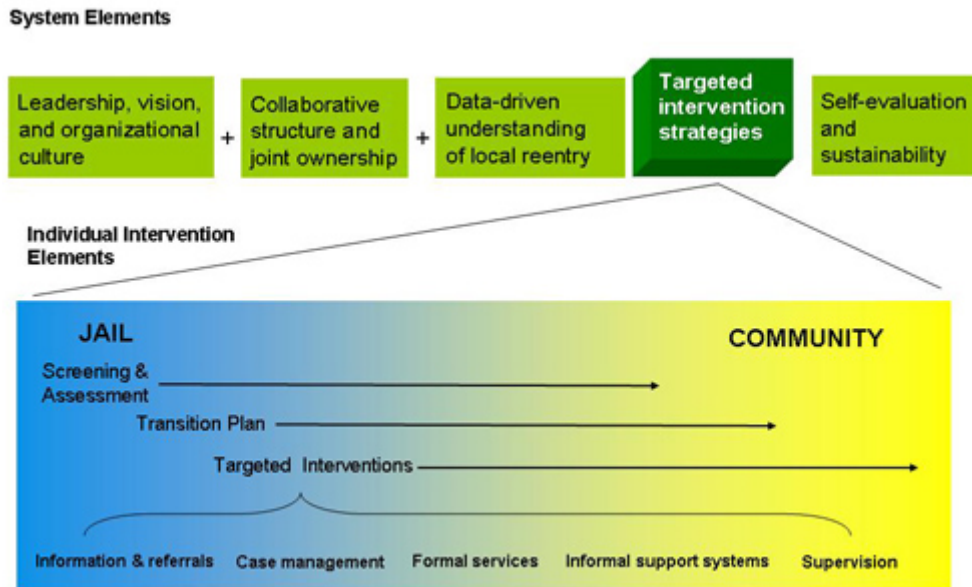 System Elements
Leadership, vision,
and organizational
culture
+
Collaborative
structure and
joint ownership
+
Data-driven
understanding
of local reentry
Targeted
intervention
strategies
Self-evaluation
and
sustainability
Individual Intervention
Elements
JAIL
COMMUNITY
Screening &
Assessment
Transition Plan
Targeted Interventions
Information & referrals
Case management
Formal services
Informal support systems
Supervision